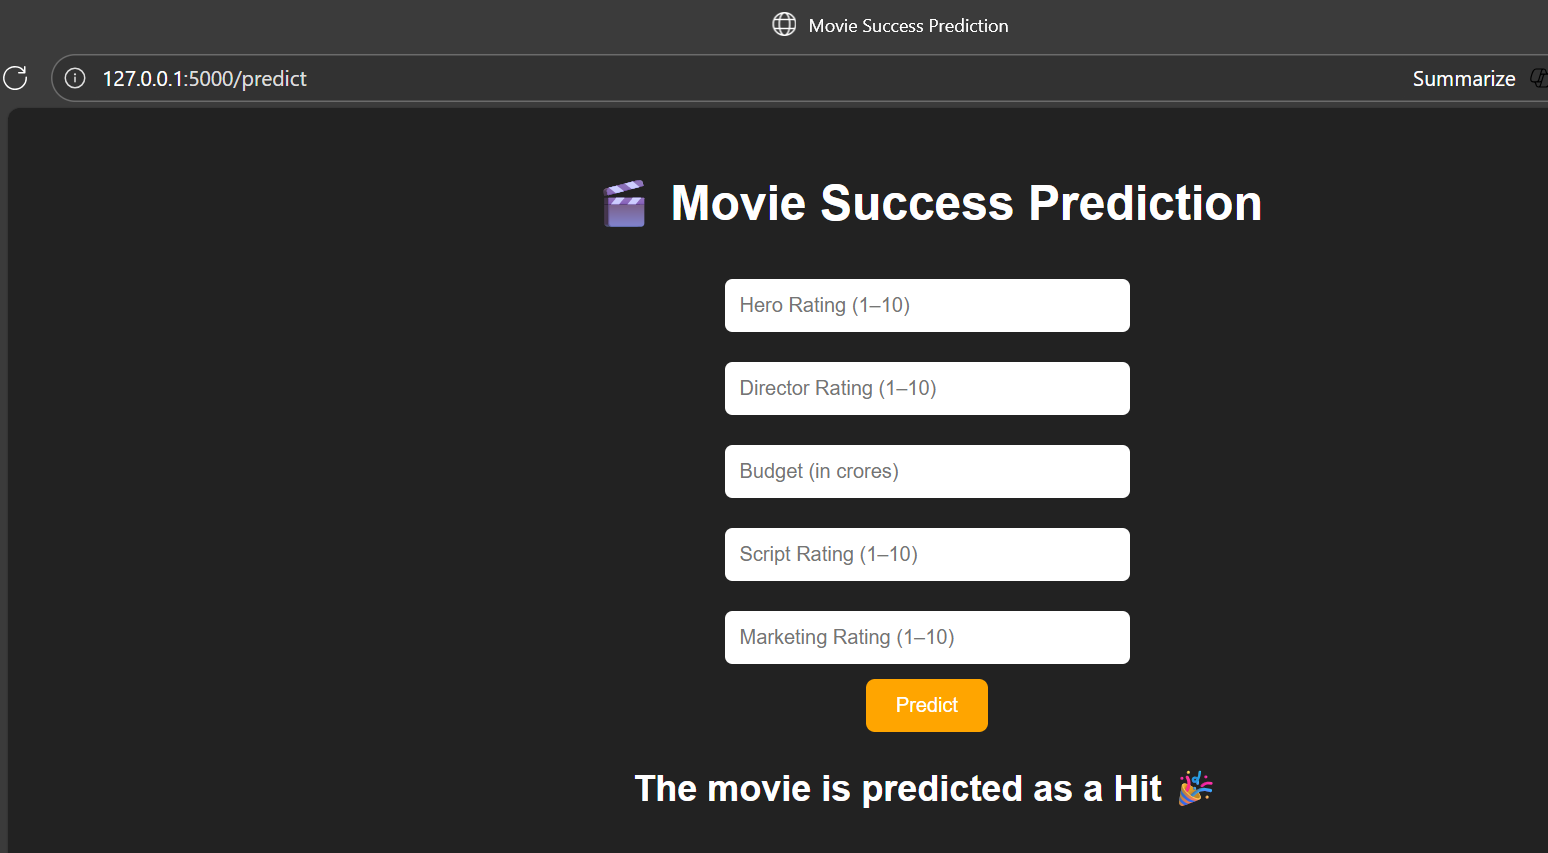 Movie Success Prediction
127.0.0.1:5000/predict
Summarize
Movie Success Prediction
Hero Rating (1–10)
Director Rating (1–10)
Budget (in crores)
Script Rating (1–10)
Marketing Rating (1–10)
Predict
The movie is predicted as a Hit 🎉